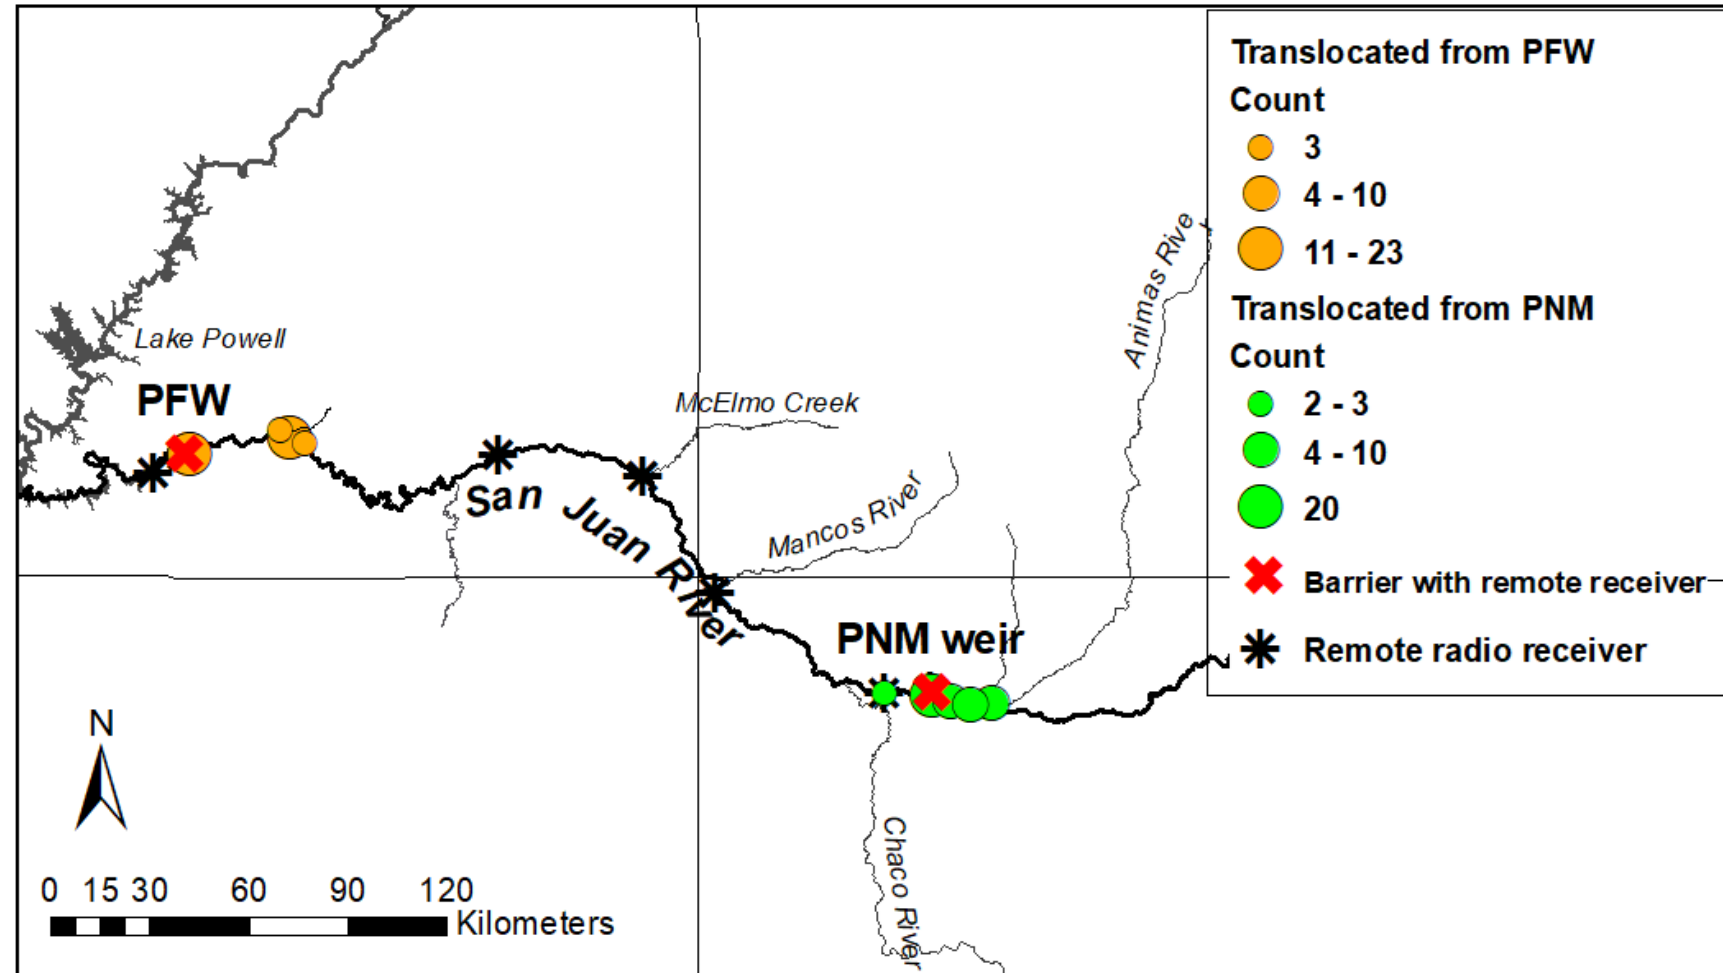 Translocated from PFW
Count
3
4 - 10
11 - 23
Translocated from PNM
Count
2 - 3
4 - 10
20
Barrier with remote receiver
Remote radio receiver
Animas Rive
Lake Powell
PFW
McElmo Creek
San Juan River
Mancos River
PNM weir
Chaco River
N
0 15 30 60 90 120
Kilometers